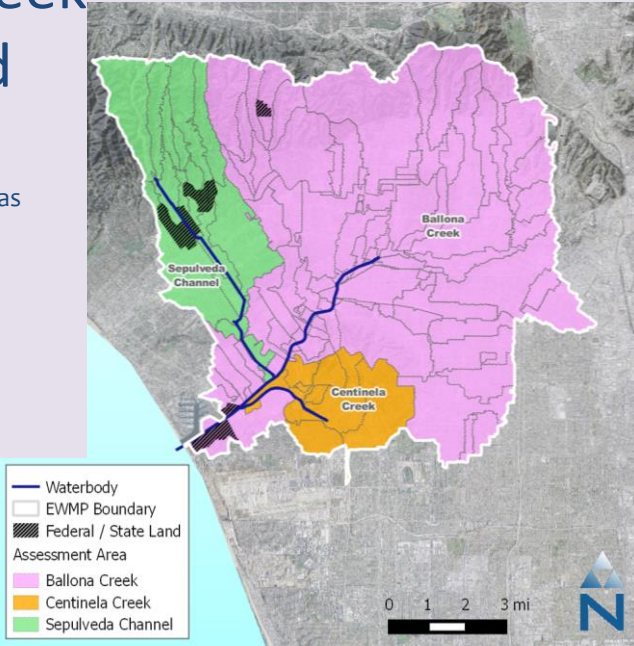 as
Ballona
Creek
Sepulveda
Channel
Centinela
Creek
Waterbody
EWMP Boundary
Federal / State Land
Assessment Area
Ballona Creek
Centinela Creek
Sepulveda Channel
0 1 2 3 mi
N